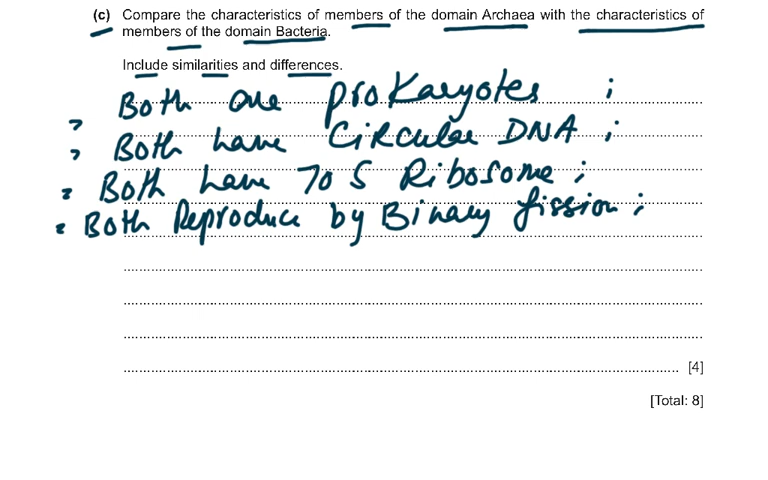 (c) Compare the characteristics of members of the domain Archaea with the characteristics of
members of the domain Bacteria.
Include similarities and differences.
Both are proKaryotes ;
Both have Circular DNA ;
Both have 70 S Ribosome ;
Both Reproduce by Binary fission ;
[4]
[Total: 8]